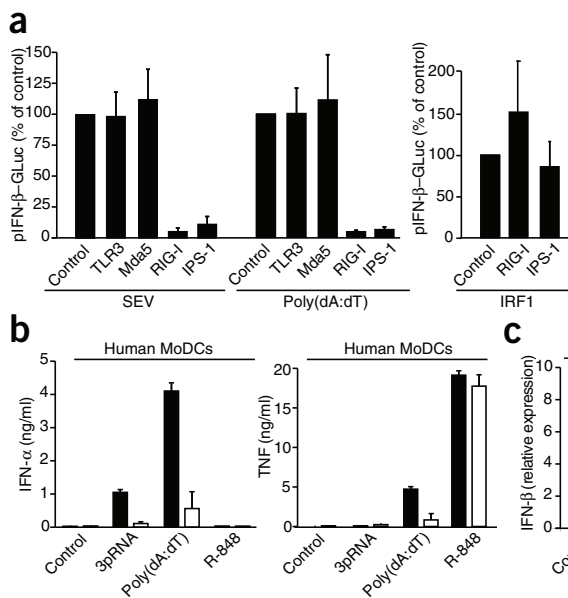 a
pIFN-β–GLuc (% of control)
150
125
100
75
50
25
0
Control
TLR3
Mda5
RIG-I
IPS-1
SEV
Control
TLR3
Mda5
RIG-I
IPS-1
Poly(dA:dT)
pIFN-β–GLuc (% of control)
200
150
100
50
0
Control
RIG-I
IPS-1
IRF1
b
Human MoDCs
IFN-α (ng/ml)
5
4
3
2
1
0
Control
3pRNA
Poly(dA:dT)
R-848
Human MoDCs
TNF (ng/ml)
20
15
10
5
0
Control
3pRNA
Poly(dA:dT)
R-848
c
IFN-β (relative expression)
10
8
6
4
2
0